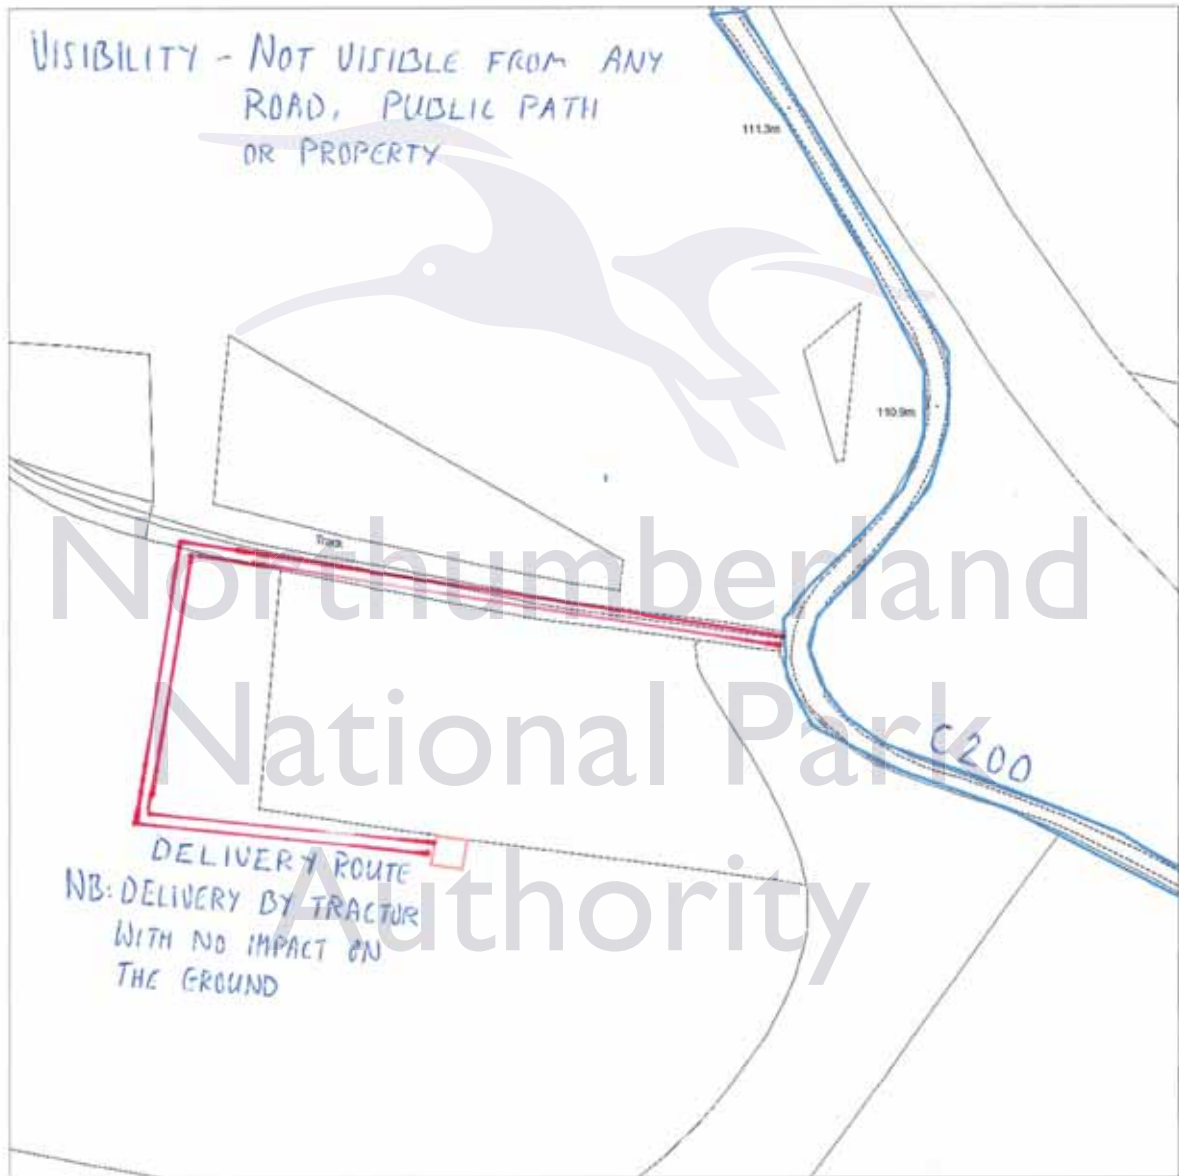 VISIBILITY - NOT VISIBLE FROM ANY
ROAD, PUBLIC PATH
OR PROPERTY
111.3m
110.9m
Track
Northumberland
National Park
Authority
C200
DELIVERY ROUTE
NB: DELIVERY BY TRACTOR
WITH NO IMPACT ON
THE GROUND